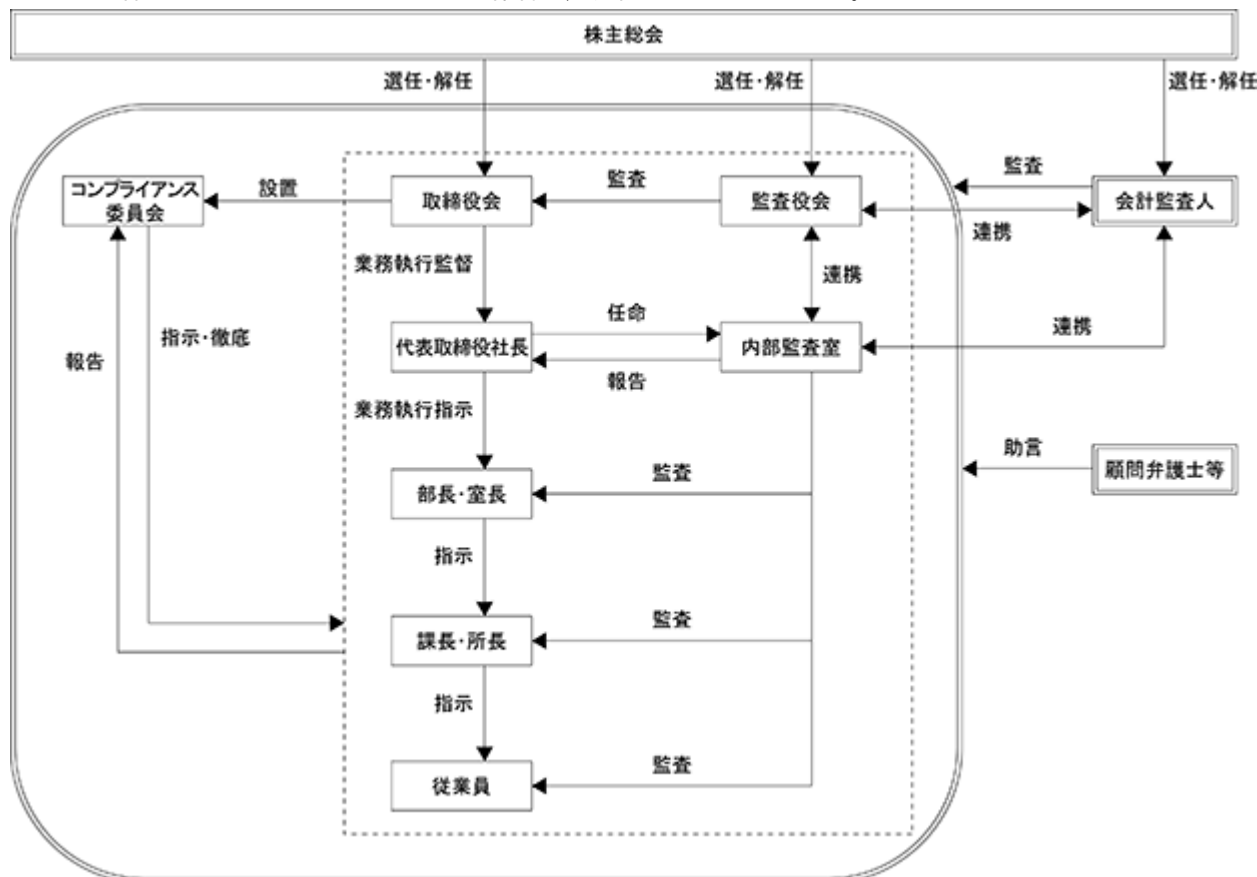 株主総会
選任・解任
選任・解任
選任・解任
コンプライアンス
委員会
設置
取締役会
監査
監査役会
監査
会計監査人
連携
業務執行監督
連携
指示・徹底
報告
代表取締役社長
任命
報告
内部監査室
連携
業務執行指示
助言
顧問弁護士等
部長・室長
監査
指示
課長・所長
監査
指示
従業員
監査